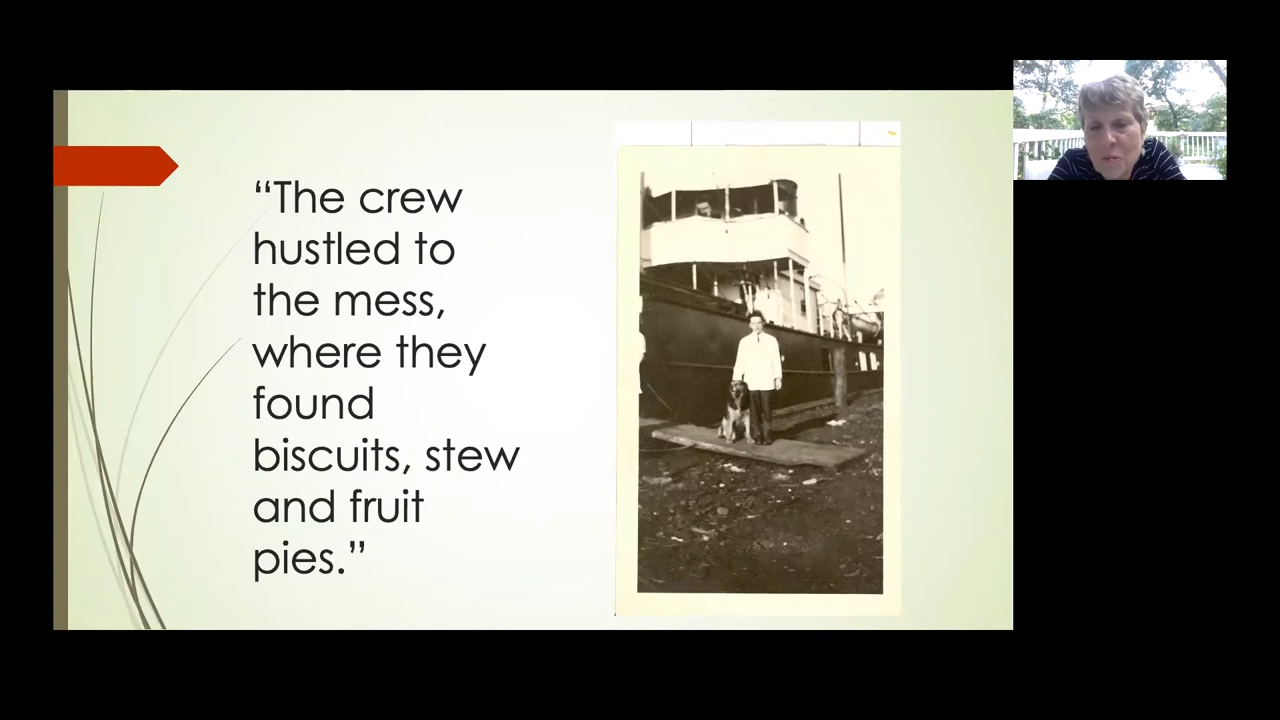 “The crew
hustled to
the mess,
where they
found
biscuits, stew
and fruit
pies.”